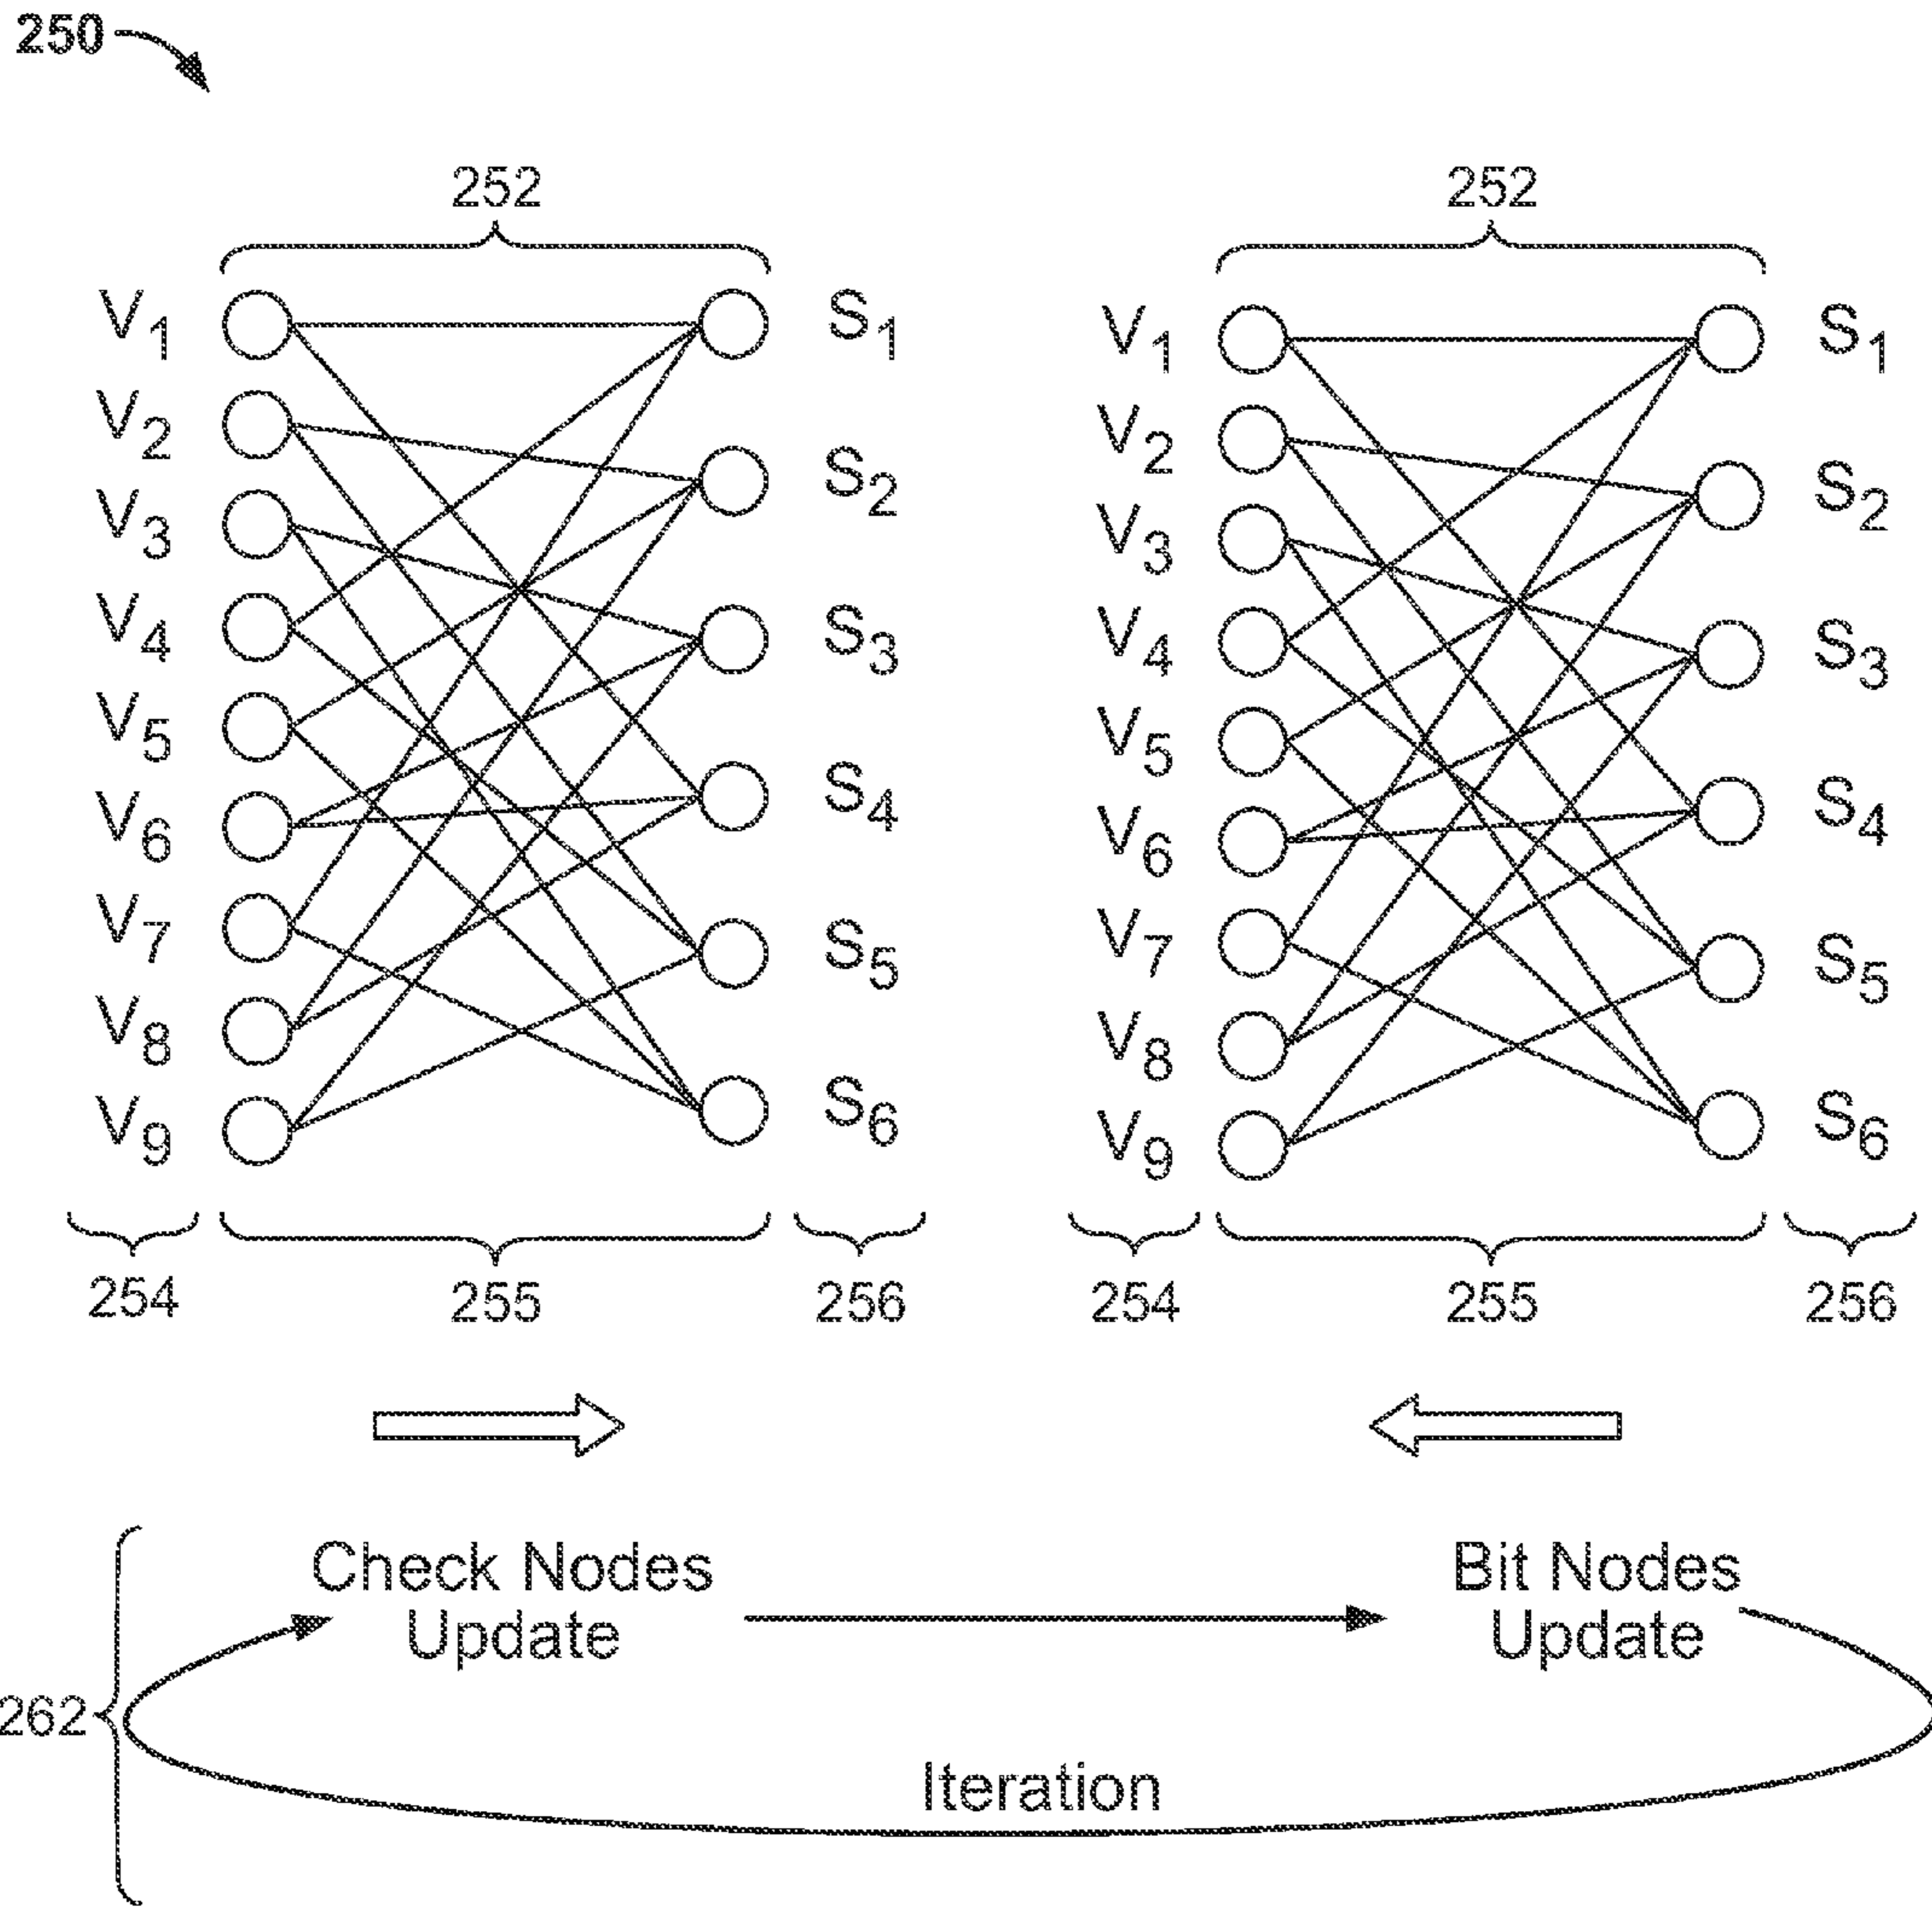 250
252 252
V1 S1 V1 S1
V2 S2 V2 S2
V3 S3 V3 S3
V4 S4 V4 S4
V5 S5 V5 S5
V6 S6 V6 S6
V7 V7
V8 V8
V9 V9
254 255 256 254 255 256
Check Nodes Bit Nodes
Update Update
262
Iteration